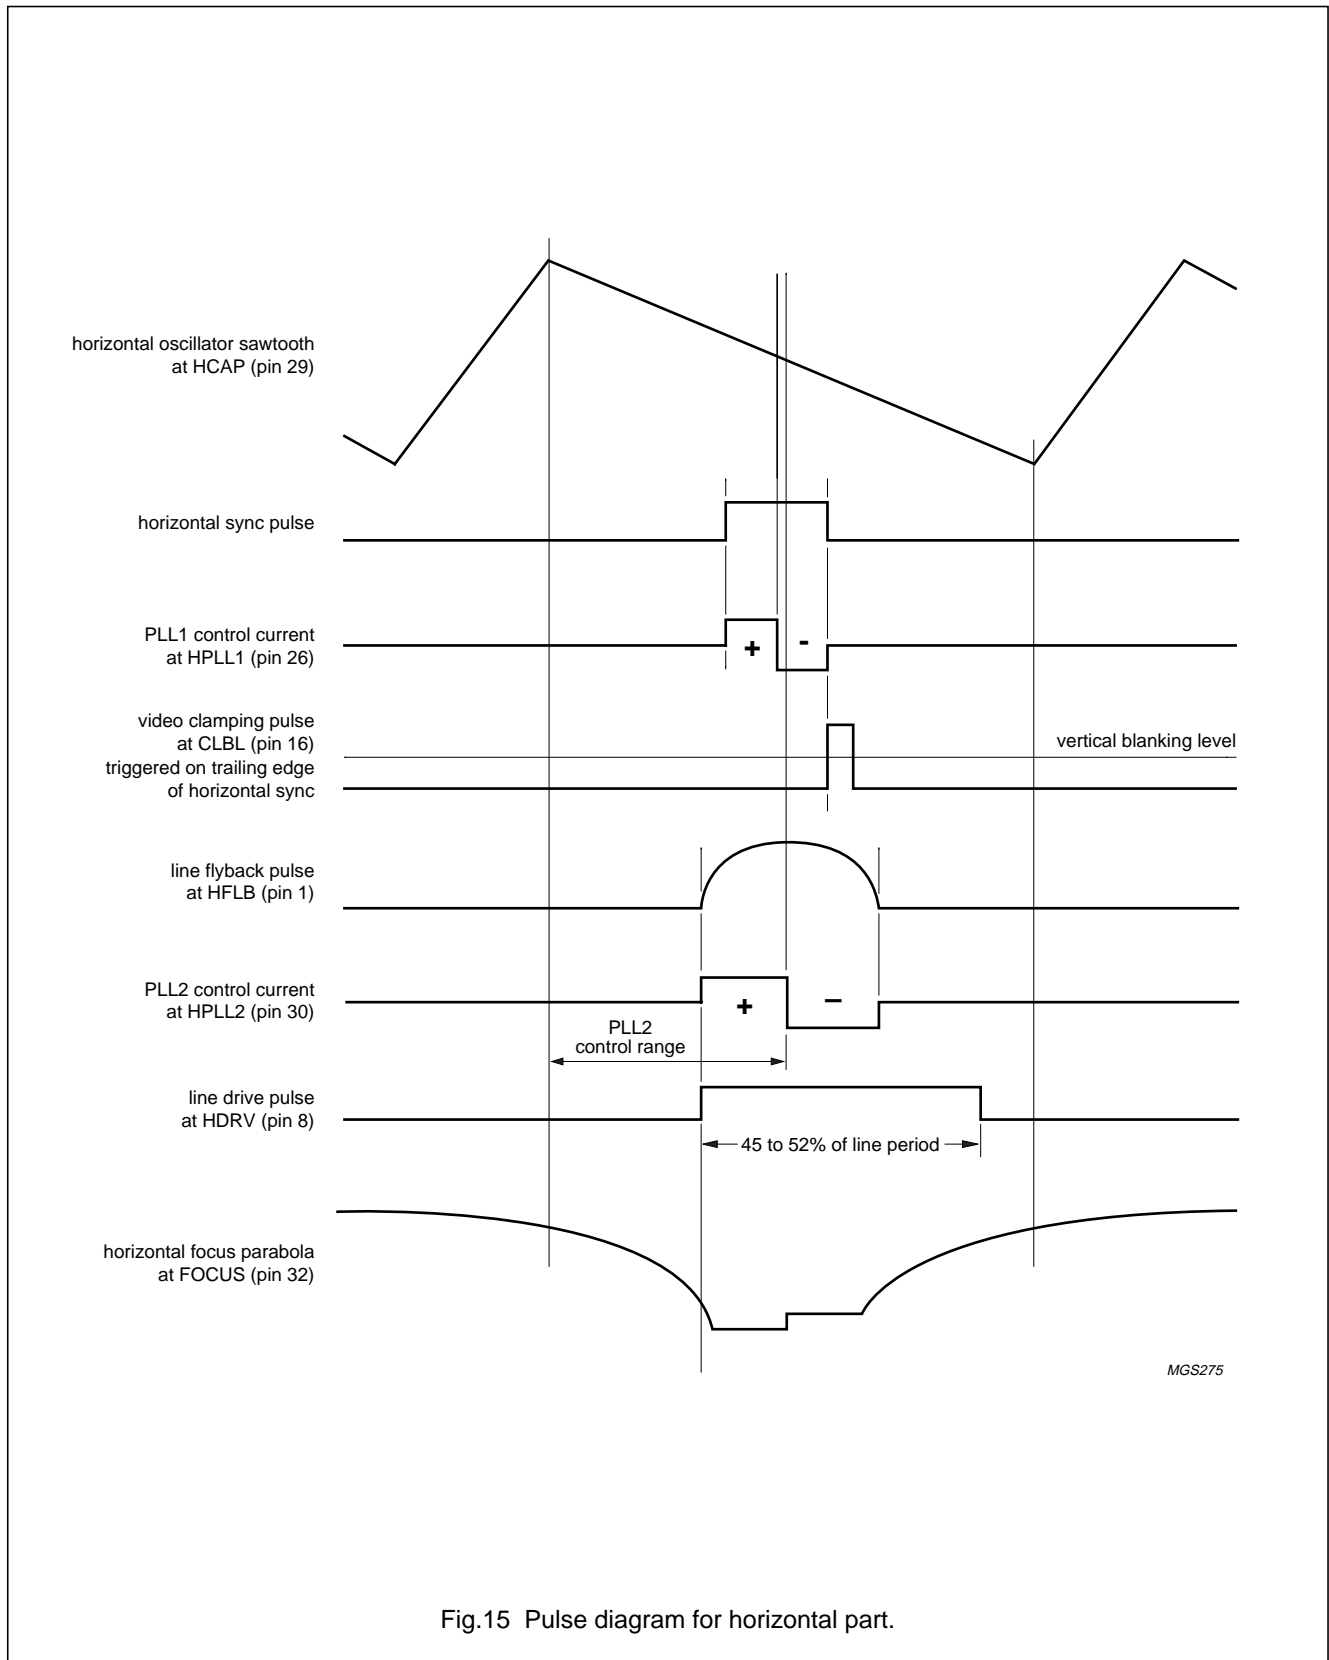 horizontal oscillator sawtooth
at HCAP (pin 29)
horizontal sync pulse
PLL1 control current
at HPLL1 (pin 26)
+
-
video clamping pulse
at CLBL (pin 16)
triggered on trailing edge
of horizontal sync
vertical blanking level
line flyback pulse
at HFLB (pin 1)
PLL2 control current
at HPLL2 (pin 30)
+
−
PLL2
control range
line drive pulse
at HDRV (pin 8)
45 to 52% of line period
horizontal focus parabola
at FOCUS (pin 32)
MGS275
Fig.15 Pulse diagram for horizontal part.